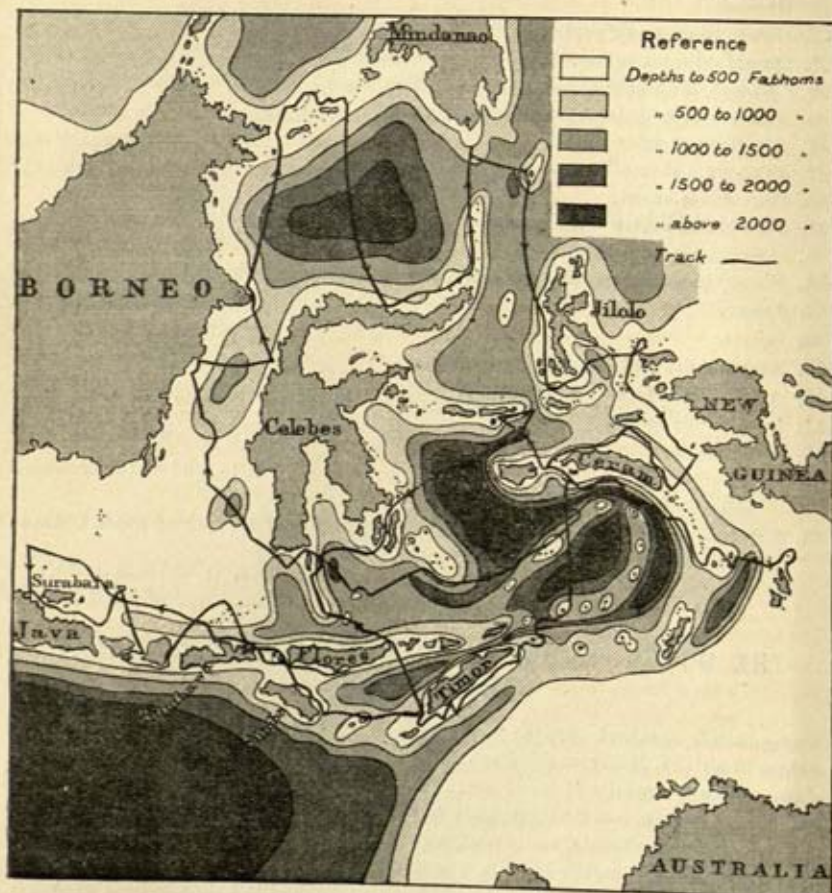 Mindanao
Reference
Depths to 500 Fathoms
" 500 to 1000 "
" 1000 to 1500 "
" 1500 to 2000 "
" above 2000 "
Track
BORNEO
Jilolo
NEW
GUINEA
Celebes
Ceram
Surabaya
Java
Flores
Timor
AUSTRALIA